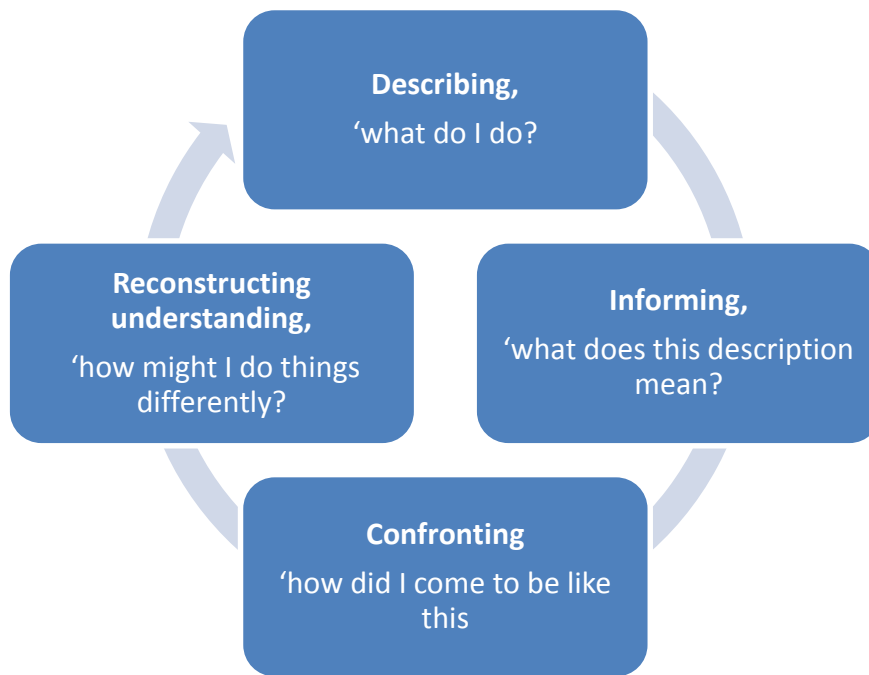 Describing,
‘what do I do?
Informing,
‘what does this description
mean?
Confronting
‘how did I come to be like
this
Reconstructing
understanding,
‘how might I do things
differently?